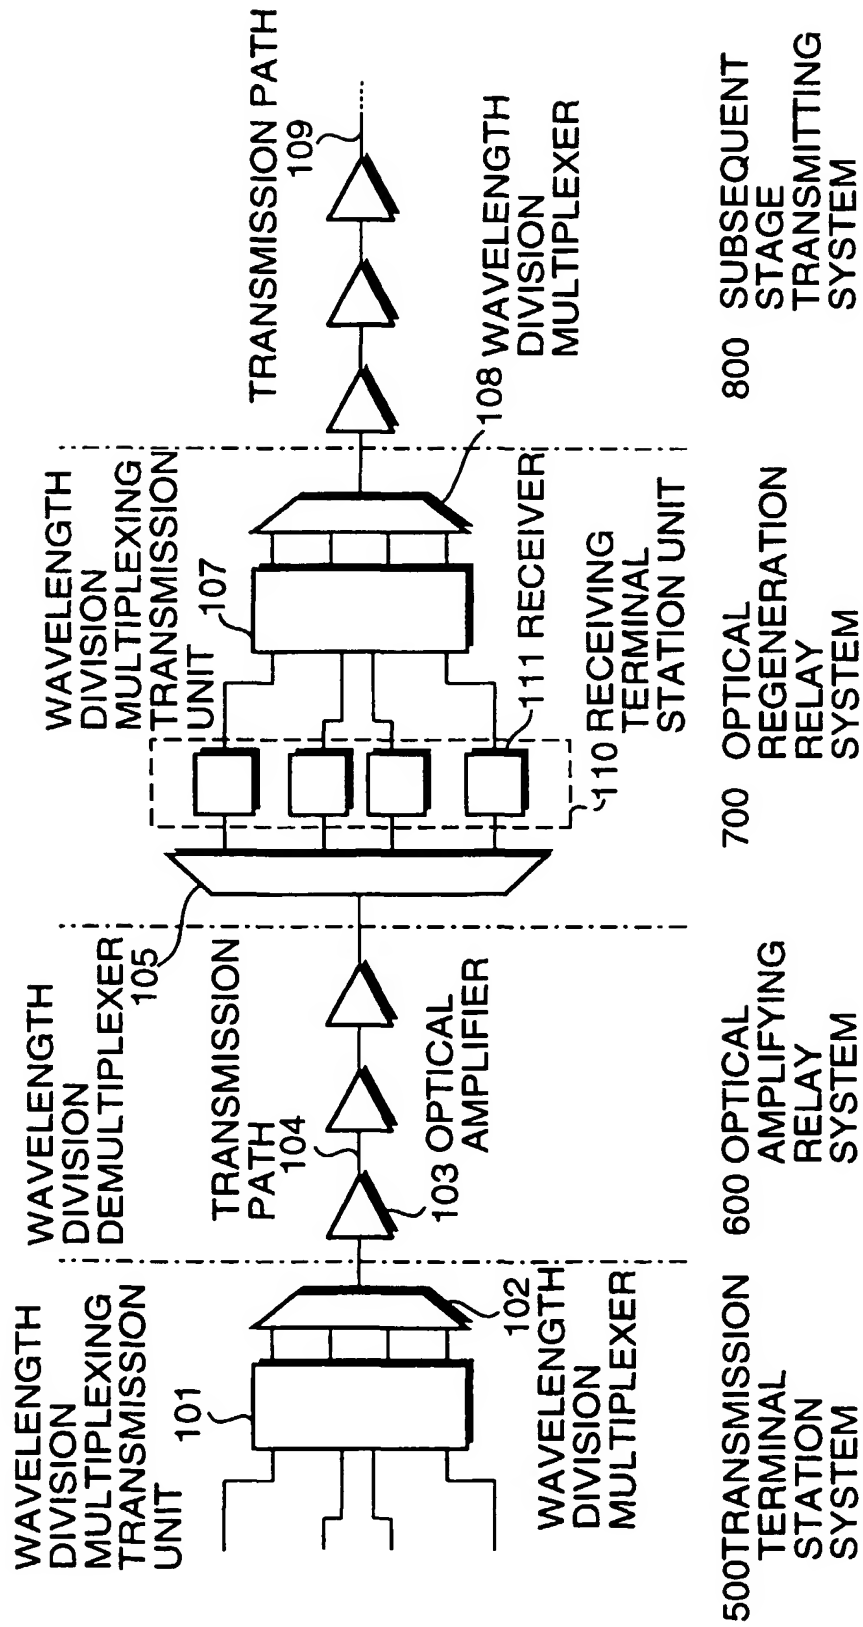 WAVELENGTH
DIVISION
MULTIPLEXING
TRANSMISSION
UNIT
101
WAVELENGTH
DIVISION
MULTIPLEXER
102
WAVELENGTH
DIVISION
DEMULTIPLEXER
105
TRANSMISSION
PATH
104
103 OPTICAL
AMPLIFIER
WAVELENGTH
DIVISION
MULTIPLEXING
TRANSMISSION
UNIT
107
111 RECEIVER
110 RECEIVING
TERMINAL
STATION UNIT
TRANSMISSION PATH
109
108 WAVELENGTH
DIVISION
MULTIPLEXER
500 TRANSMISSION
TERMINAL
STATION
SYSTEM
600 OPTICAL
AMPLIFYING
RELAY
SYSTEM
700 OPTICAL
REGENERATION
RELAY
SYSTEM
800 SUBSEQUENT
STAGE
TRANSMITTING
SYSTEM